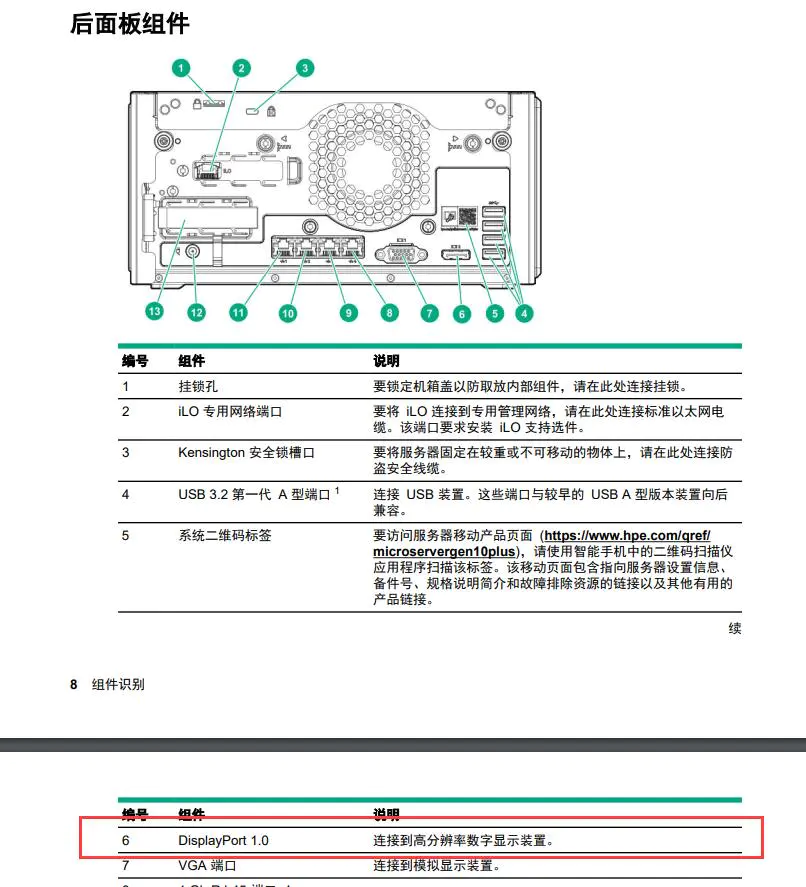 后面板组件
1 2 3
iLO
13 12 11 10 9 8 7 6 5 4
编号 组件 说明
1 挂锁孔 要锁定机箱盖以防取放内部组件，请在此处连接挂锁。
2 iLO 专用网络端口 要将 iLO 连接到专用管理网络，请在此处连接标准以太网电
缆。该端口要求安装 iLO 支持选件。
3 Kensington 安全锁槽口 要将服务器固定在较重或不可移动的物体上，请在此处连接防
盗安全线缆。
4 USB 3.2 第一代 A 型端口 1 连接 USB 装置。这些端口与较早的 USB A 型版本装置向后
兼容。
5 系统二维码标签 要访问服务器移动产品页面 (https://www.hpe.com/qref/
microservergen10plus)，请使用智能手机中的二维码扫描仪
应用程序扫描该标签。该移动页面包含指向服务器设置信息、
备件号、规格说明简介和故障排除资源的链接以及其他有用的
产品链接。
续
8 组件识别
编号 组件 说明
6 DisplayPort 1.0 连接到高分辨率数字显示装置。
7 VGA 端口 连接到模拟显示装置。